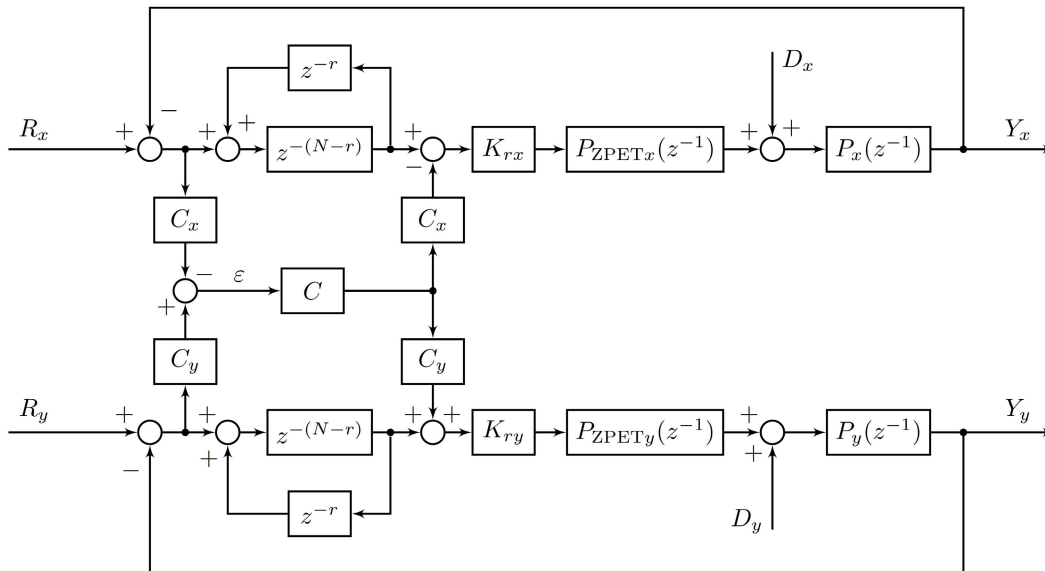 −
z^{-r}
D_x
R_x
+
+
+
+
+
+
Y_x
z^{-(N-r)}
−
K_{rx}
P_{ZPETx}(z^{-1})
P_x(z^{-1})
C_x
C_x
−
ε
C
+
C_y
C_y
R_y
+
+
+
+
+
Y_y
z^{-(N-r)}
K_{ry}
P_{ZPETy}(z^{-1})
P_y(z^{-1})
−
+
+
z^{-r}
D_y